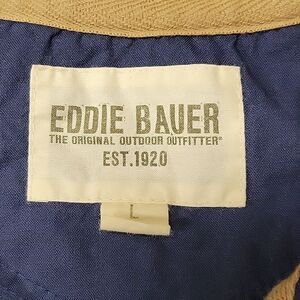 EDDIE BAUER
THE ORIGINAL OUTDOOR OUTFITTER®
EST.1920
L